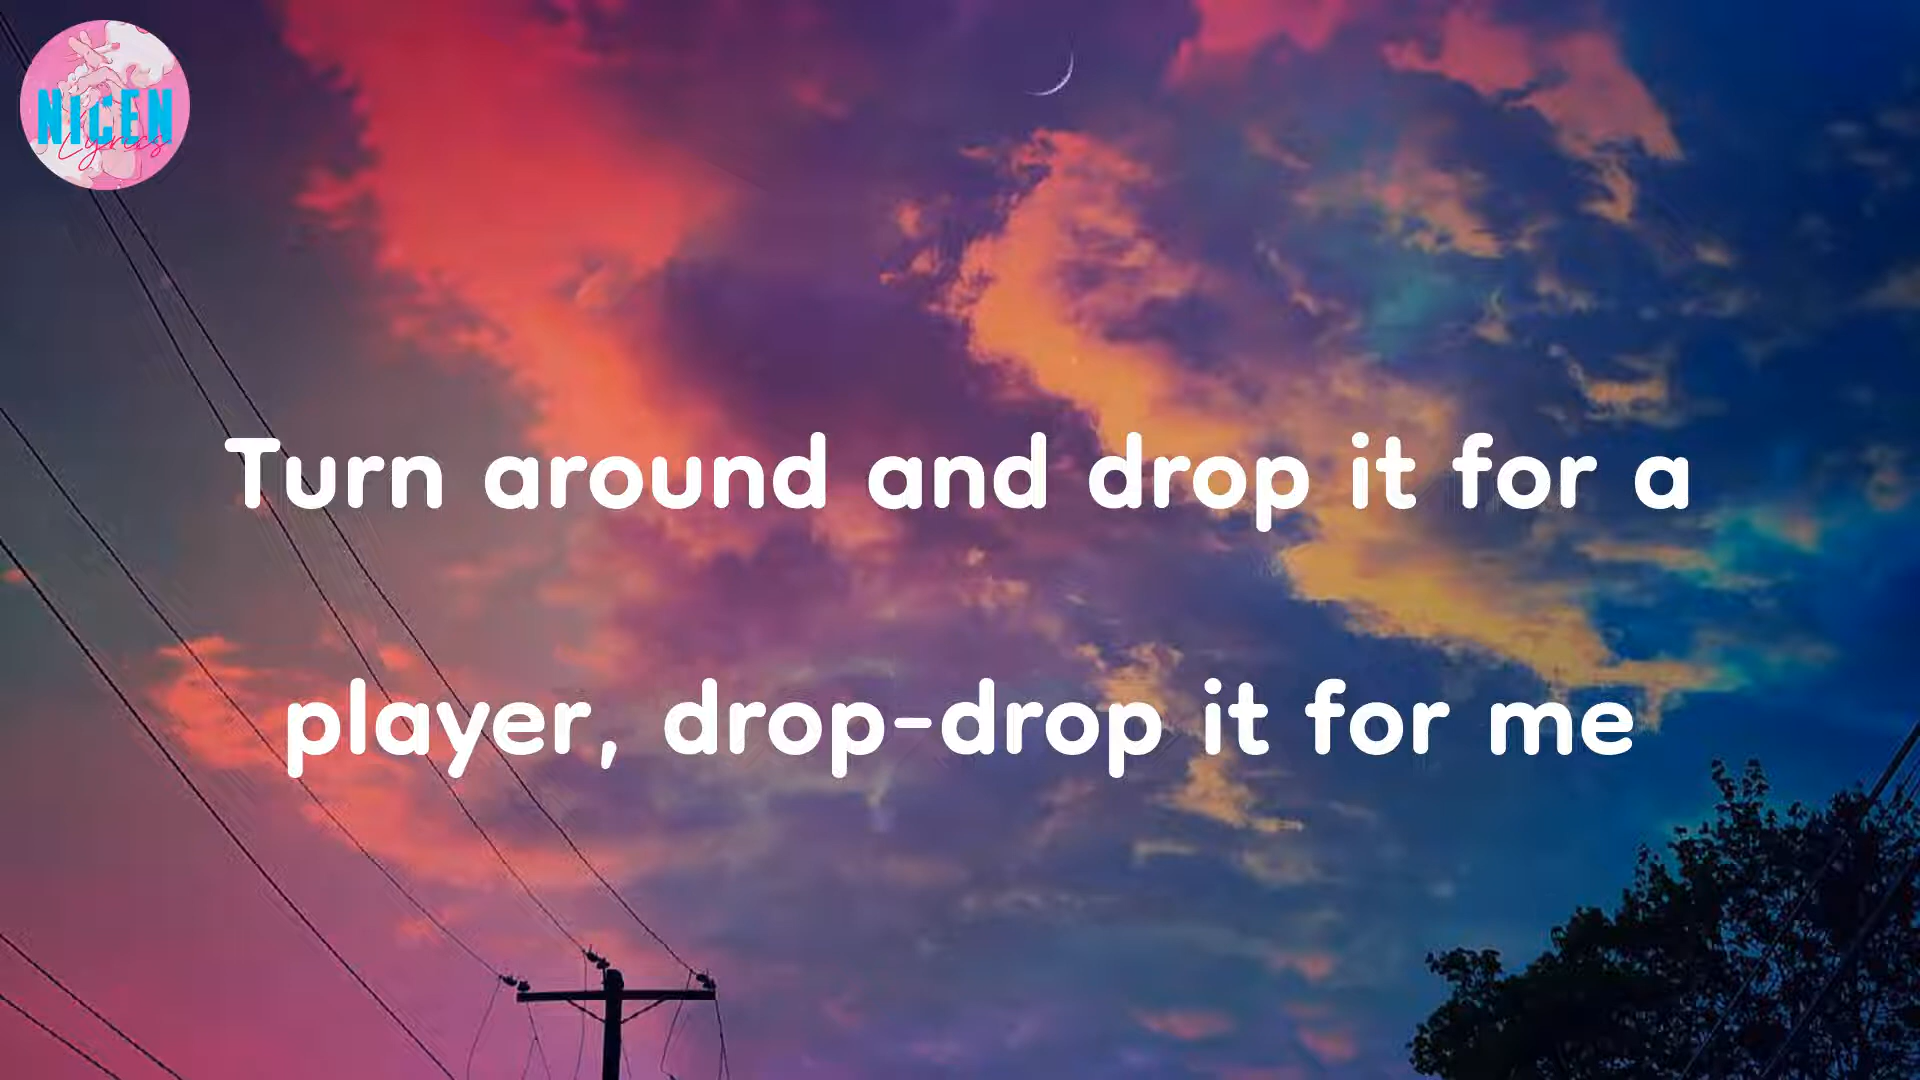 NICEN
Lyrics
Turn around and drop it for a
player, drop-drop it for me